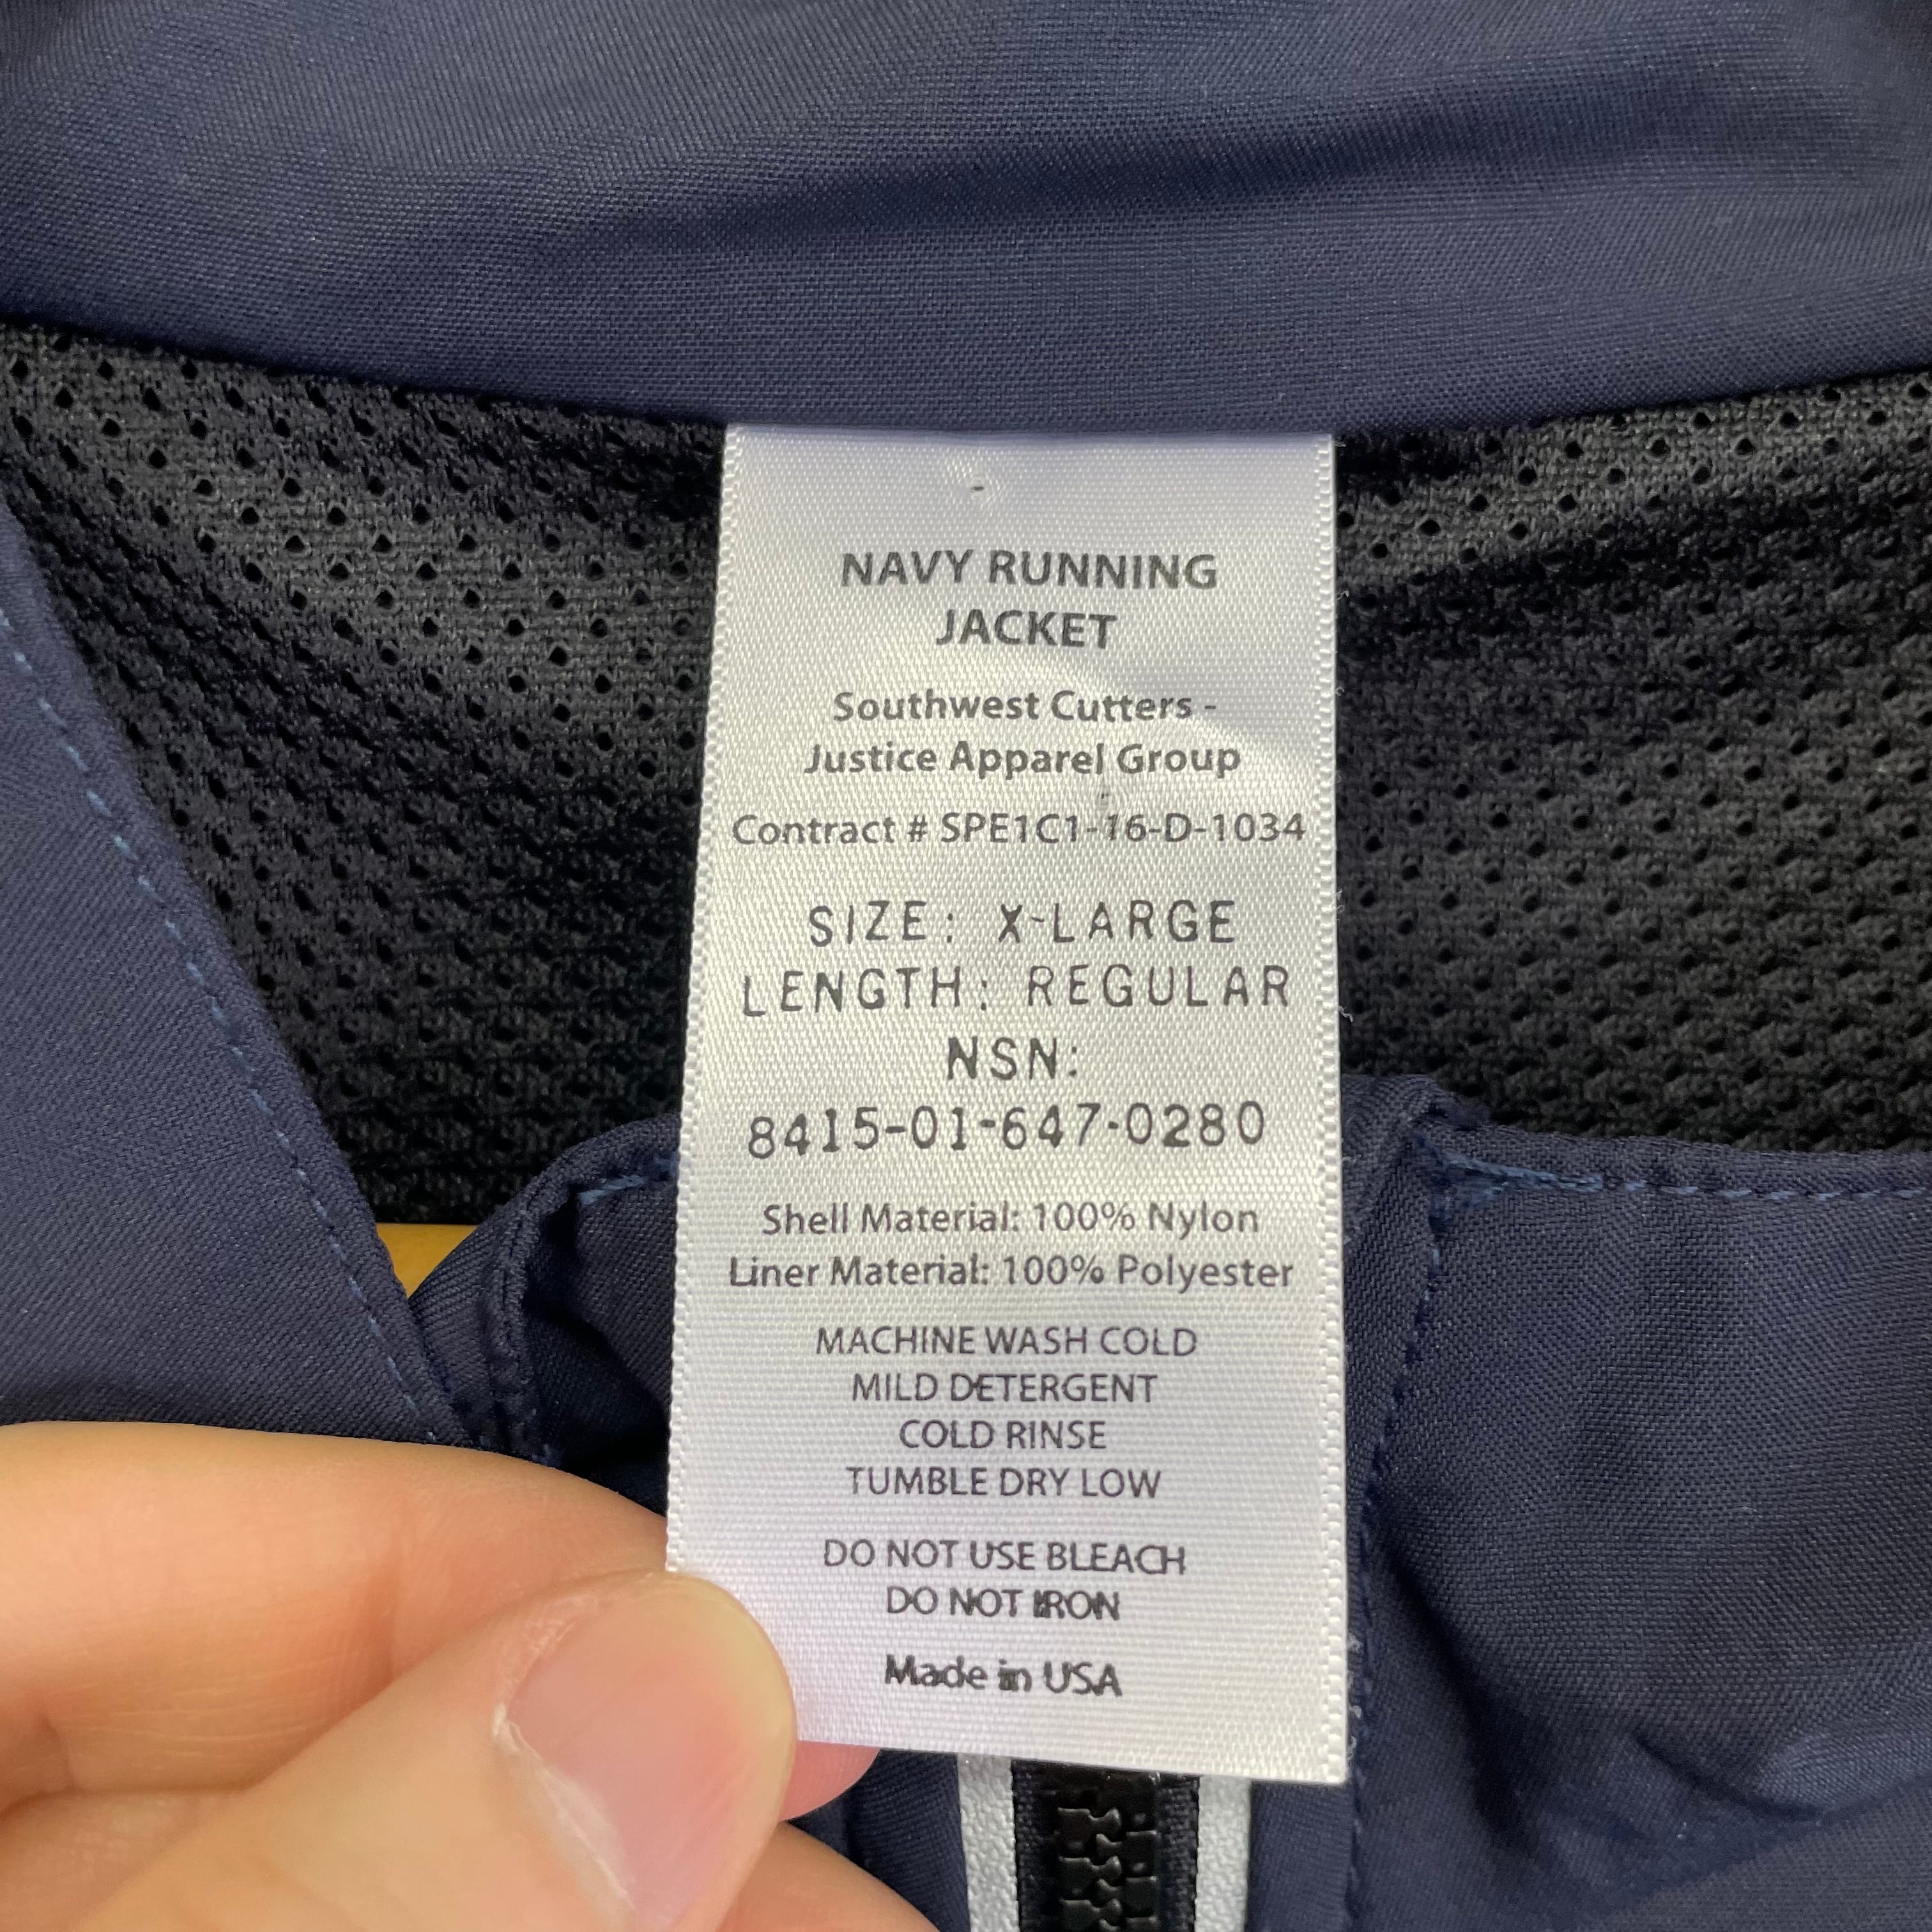 NAVY RUNNING
JACKET
Southwest Cutters -
Justice Apparel Group
Contract # SPE1C1-16-D-1034
SIZE: X-LARGE
LENGTH: REGULAR
NSN:
8415-01-647-0280
Shell Material: 100% Nylon
Liner Material: 100% Polyester
MACHINE WASH COLD
MILD DETERGENT
COLD RINSE
TUMBLE DRY LOW
DO NOT USE BLEACH
DO NOT IRON
Made in USA